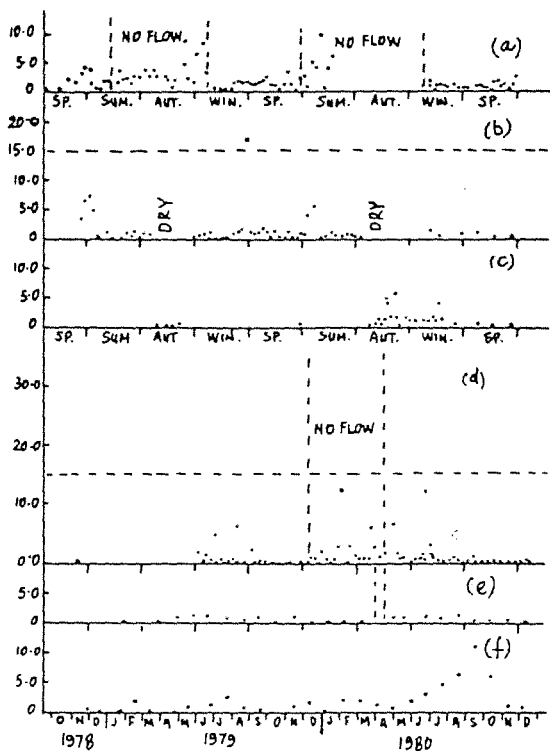 10.0 NO FLOW NO FLOW (a)
5.0
0
SP. SUM. AUT. WIN. SP. SUM. AUT. WIN. SP.
20.0 (b)
15.0
10.0
5.0 DRY DRY
0
10.0 (c)
5.0
0
SP. SUM AUT WIN. SP. SUM. AUT. WIN. SP.
30.0 (d)
NO FLOW
20.0
10.0
0.0
5.0 (e)
0
10.0 (f)
5.0
0.0
O N D J F M A M J J A S O N D J F M A M J J A S O N D
1978 1979 1980